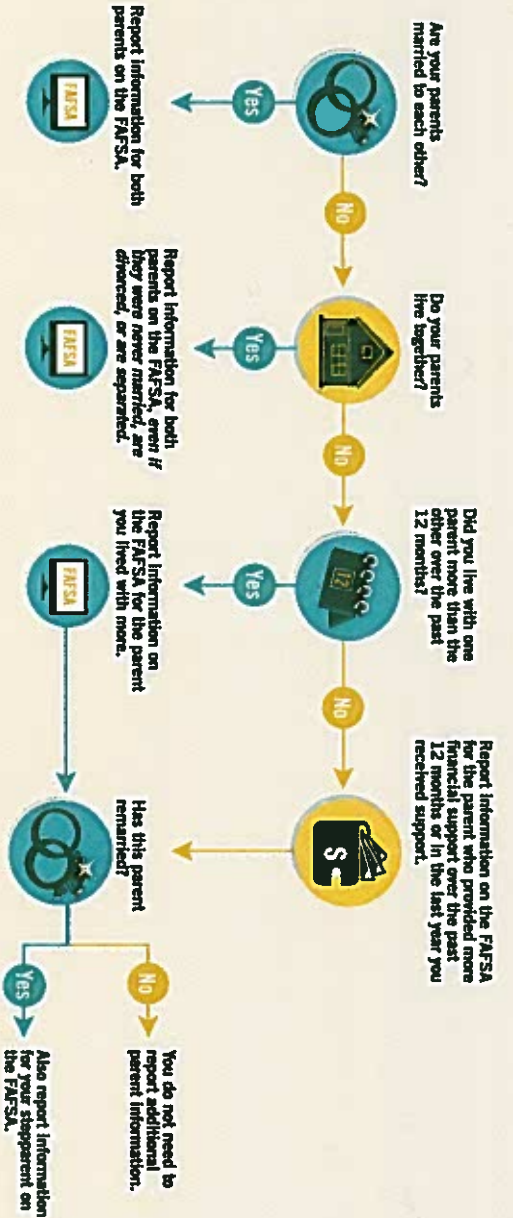 Are your parents
married to each other?
Yes
Report information for both
parents on the FAFSA.
FAFSA
No
Do your parents
live together?
Yes
Report information for both
parents on the FAFSA, even if
they were never married, are
divorced, or are separated.
FAFSA
No
Did you live with one
parent more than the
other over the past
12 months?
12
Yes
Report information on
the FAFSA for the parent
you lived with more.
FAFSA
No
Report information on the FAFSA
for the parent who provided more
financial support over the past
12 months or in the last year you
received support.
$
Has this parent
remarried?
No
You do not need to
report additional
parent information.
Yes
Also report information
for your stepparent on
the FAFSA.